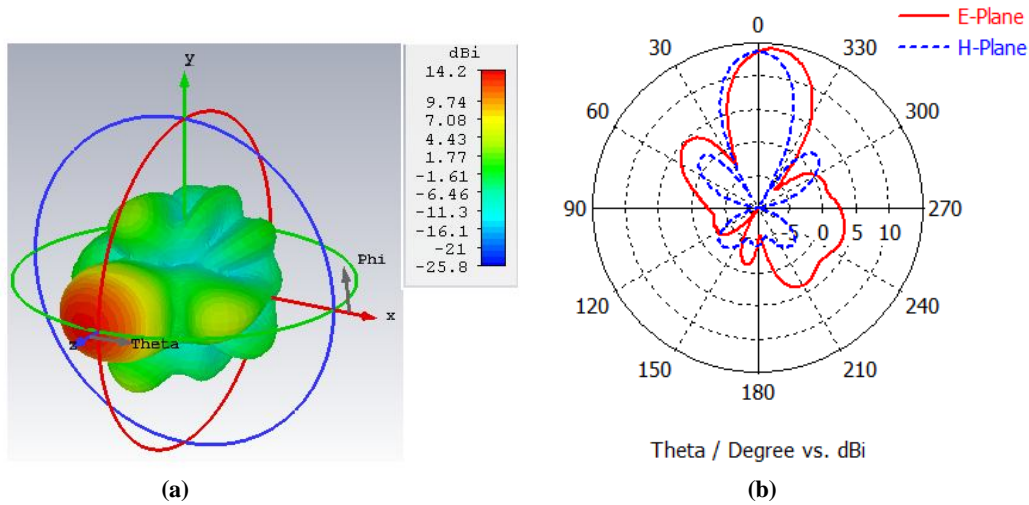 dBi
14.2
9.74
7.08
4.43
1.77
-1.61
-6.46
-11.3
-16.1
-21
-25.8
y
Phi
x
z
Theta
(a)
E-Plane
H-Plane
0
30
330
60
300
90
270
-5
0
5
10
120
240
150
210
180
Theta / Degree vs. dBi
(b)